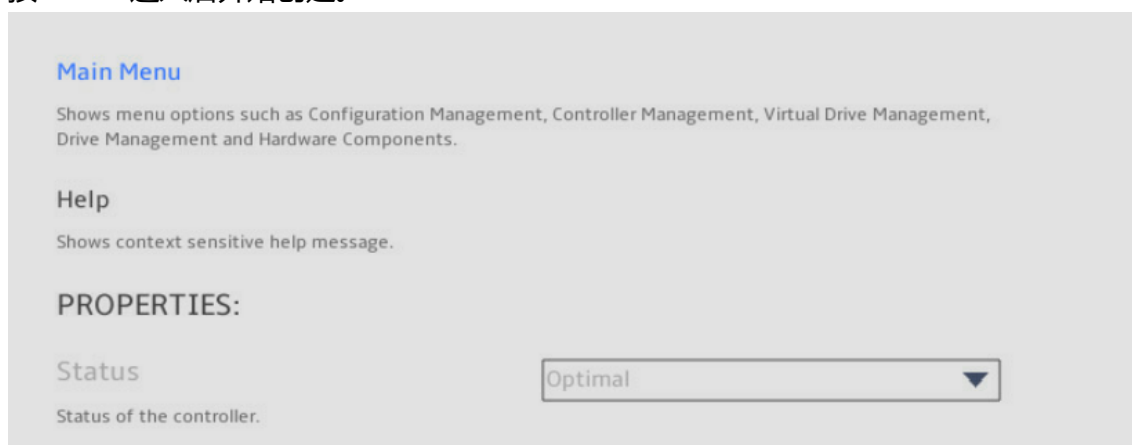 Main Menu
Shows menu options such as Configuration Management, Controller Management, Virtual Drive Management,
Drive Management and Hardware Components.
Help
Shows context sensitive help message.
PROPERTIES:
Status
Optimal
Status of the controller.